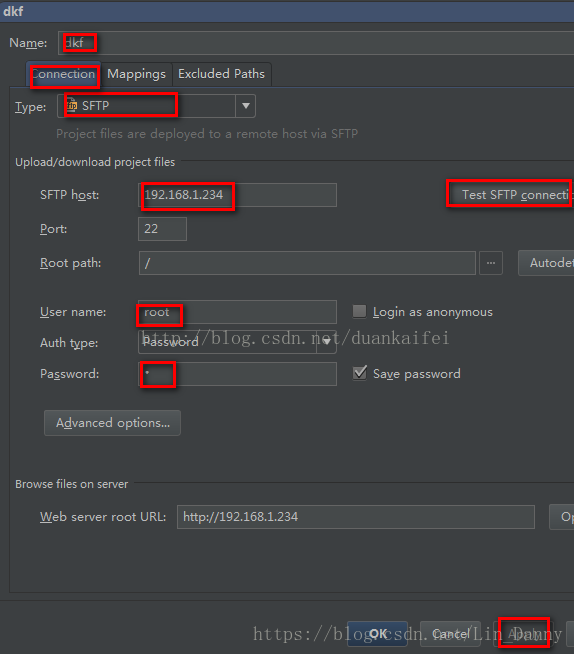 dkf
Name: dkf
Connection Mappings Excluded Paths
Type: SFTP
Project files are deployed to a remote host via SFTP
Upload/download project files
SFTP host: 192.168.1.234 Test SFTP connecti
Port: 22
Root path: / ... Autodet
User name: root Login as anonymous
http://blog.csdn.net/duankaifei
Auth type: Password
Password: * Save password
Advanced options...
Browse files on server
Web server root URL: http://192.168.1.234 Op
OK Cancel Apply
https://blog.csdn.net/Lin_Danny